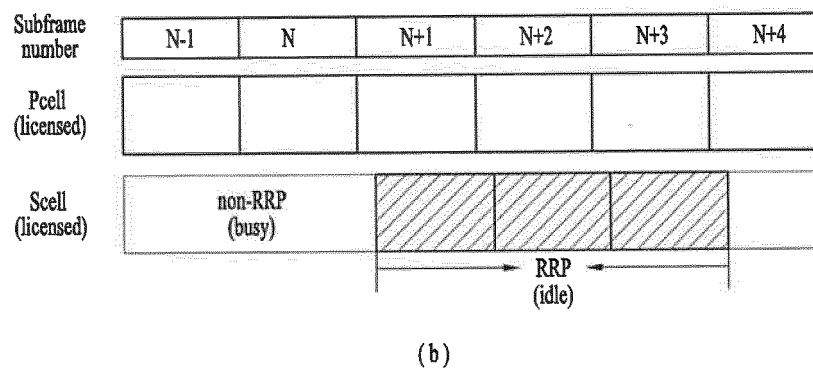 Subframe
number
N-1 N N+1 N+2 N+3 N+4
Pcell
(licensed)
Scell
(licensed)
non-RRP
(busy)
RRP
(idle)
(b)